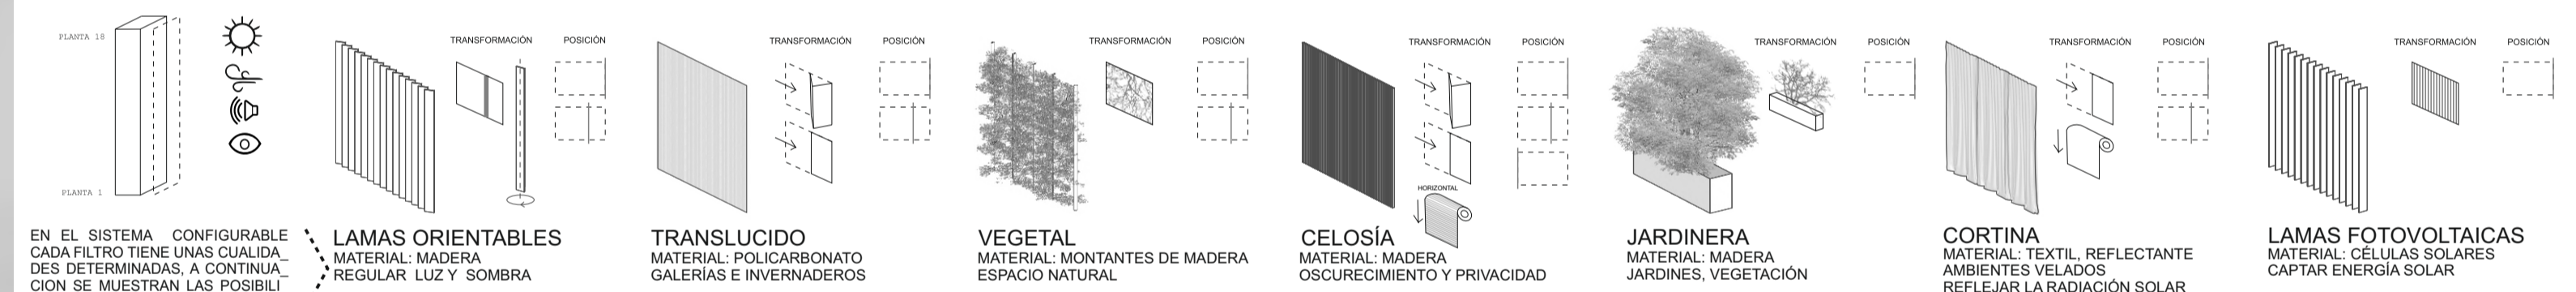 PLANTA 18
PLANTA 1
EN EL SISTEMA CONFIGURABLE
CADA FILTRO TIENE UNAS CUALIDA_
DES DETERMINADAS, A CONTINUA_
CION SE MUESTRAN LAS POSIBILI
TRANSFORMACIÓN POSICIÓN
LAMAS ORIENTABLES
MATERIAL: MADERA
REGULAR LUZ Y SOMBRA
TRANSFORMACIÓN POSICIÓN
TRANSLUCIDO
MATERIAL: POLICARBONATO
GALERÍAS E INVERNADEROS
TRANSFORMACIÓN POSICIÓN
VEGETAL
MATERIAL: MONTANTES DE MADERA
ESPACIO NATURAL
TRANSFORMACIÓN POSICIÓN
HORIZONTAL
CELOSÍA
MATERIAL: MADERA
OSCURECIMIENTO Y PRIVACIDAD
TRANSFORMACIÓN POSICIÓN
JARDINERA
MATERIAL: MADERA
JARDINES, VEGETACIÓN
TRANSFORMACIÓN POSICIÓN
CORTINA
MATERIAL: TEXTIL, REFLECTANTE
AMBIENTES VELADOS
REFLEJAR LA RADIACIÓN SOLAR
TRANSFORMACIÓN POSICIÓN
LAMAS FOTOVOLTAICAS
MATERIAL: CÉLULAS SOLARES
CAPTAR ENERGÍA SOLAR